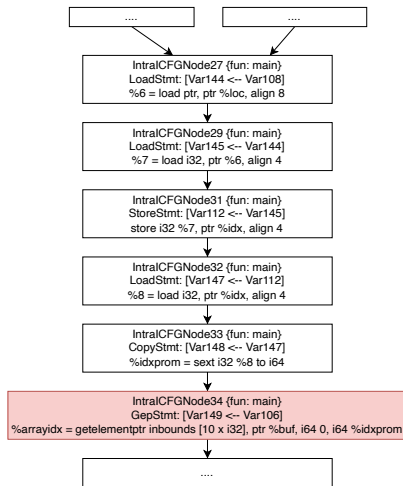 ....
....
IntraICFGNode27 {fun: main}
LoadStmt: [Var144 <-- Var108]
%6 = load ptr, ptr %loc, align 8
IntraICFGNode29 {fun: main}
LoadStmt: [Var145 <-- Var144]
%7 = load i32, ptr %6, align 4
IntraICFGNode31 {fun: main}
StoreStmt: [Var112 <-- Var145]
store i32 %7, ptr %idx, align 4
IntraICFGNode32 {fun: main}
LoadStmt: [Var147 <-- Var112]
%8 = load i32, ptr %idx, align 4
IntraICFGNode33 {fun: main}
CopyStmt: [Var148 <-- Var147]
%idxprom = sext i32 %8 to i64
IntraICFGNode34 {fun: main}
GepStmt: [Var149 <-- Var106]
%arrayidx = getelementptr inbounds [10 x i32], ptr %buf, i64 0, i64 %idxprom
....